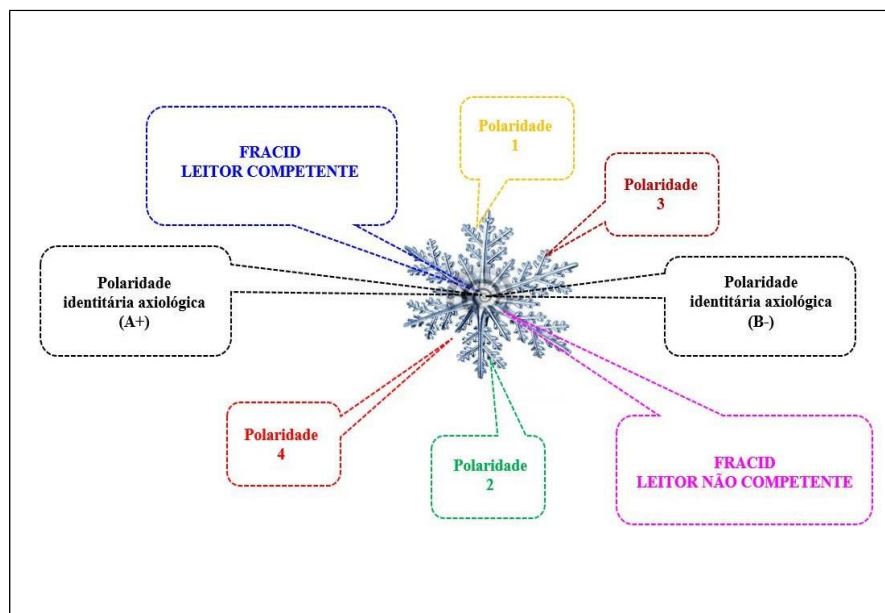 Polaridade
1
FRACID
LEITOR COMPETENTE
Polaridade
3
Polaridade
identitária axiológica
(A+)
Polaridade
identitária axiológica
(B-)
Polaridade
4
Polaridade
2
FRACID
LEITOR NÃO COMPETENTE